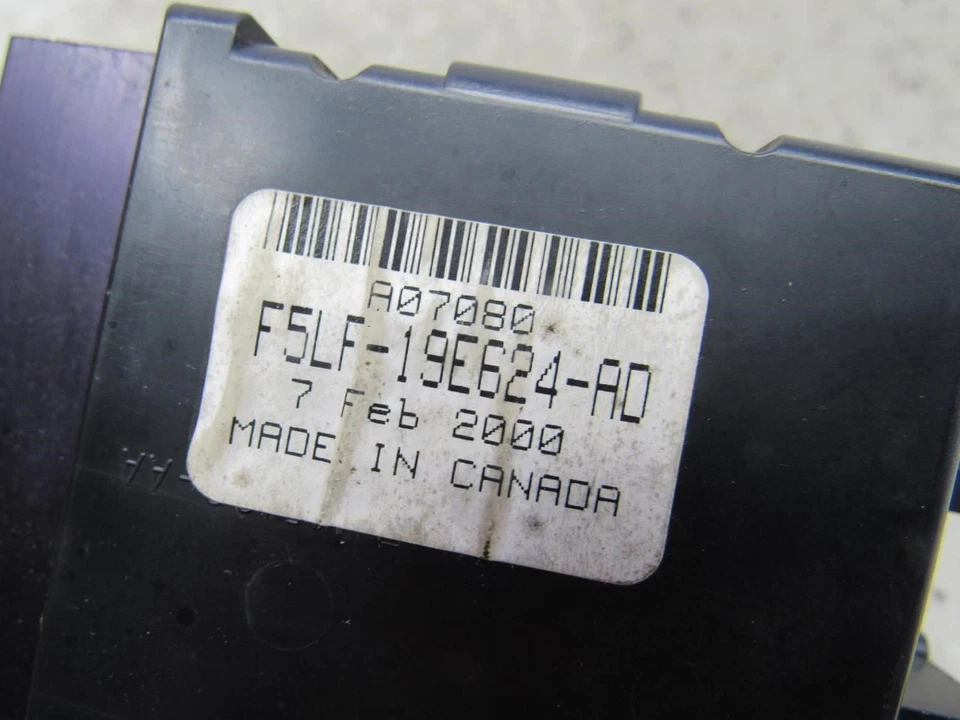 A07080
F5LF-19E624-AD
7 Feb 2000
MADE IN CANADA